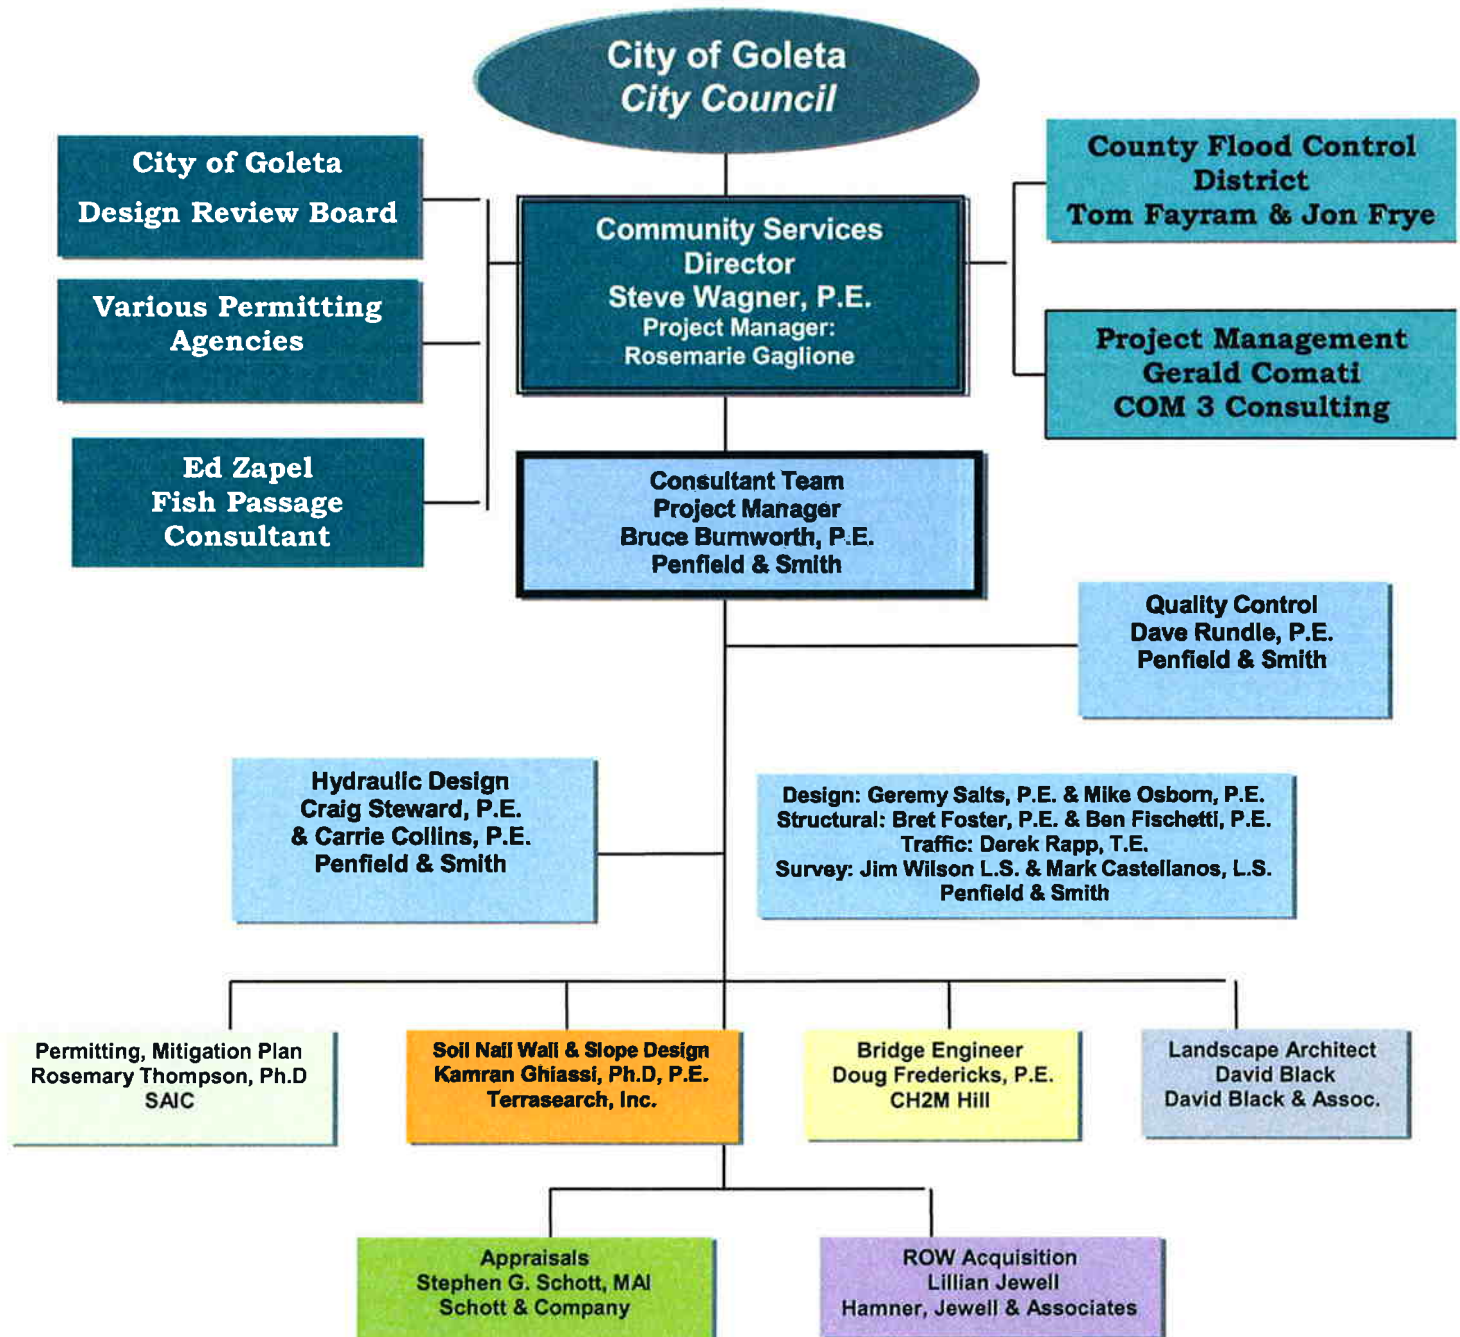 City of Goleta
City Council
City of Goleta
Design Review Board
County Flood Control
District
Tom Fayram & Jon Frye
Community Services
Director
Steve Wagner, P.E.
Project Manager:
Rosemarie Gaglione
Various Permitting
Agencies
Project Management
Gerald Comati
COM 3 Consulting
Ed Zapel
Fish Passage
Consultant
Consultant Team
Project Manager
Bruce Burnworth, P.E.
Penfield & Smith
Quality Control
Dave Rundle, P.E.
Penfield & Smith
Hydraulic Design
Craig Steward, P.E.
& Carrie Collins, P.E.
Penfield & Smith
Design: Geremy Salts, P.E. & Mike Osborn, P.E.
Structural: Bret Foster, P.E. & Ben Fischetti, P.E.
Traffic: Derek Rapp, T.E.
Survey: Jim Wilson L.S. & Mark Castellanos, L.S.
Penfield & Smith
Permitting, Mitigation Plan
Rosemary Thompson, Ph.D
SAIC
Soil Nail Wall & Slope Design
Kamran Ghiassi, Ph.D, P.E.
Terrasearch, Inc.
Bridge Engineer
Doug Fredericks, P.E.
CH2M Hill
Landscape Architect
David Black
David Black & Assoc.
Appraisals
Stephen G. Schott, MAI
Schott & Company
ROW Acquisition
Lillian Jewell
Hamner, Jewell & Associates